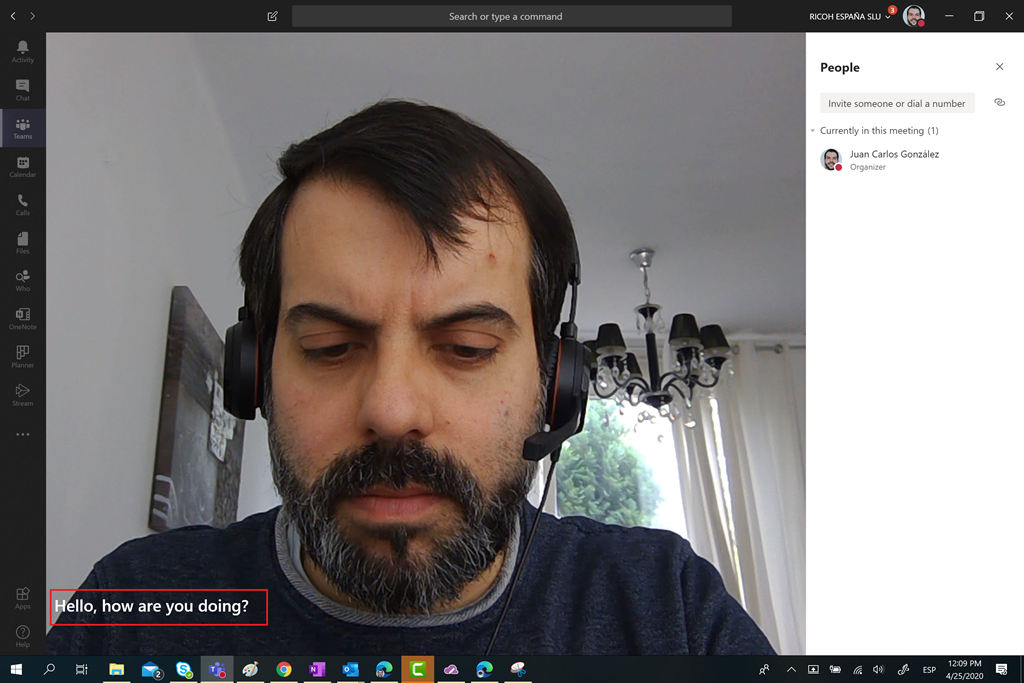 Search or type a command
RICOH ESPAÑA SLU
3
Activity
Chat
Teams
Calendar
Calls
Files
Who
OneNote
Planner
Stream
Apps
Help
Hello, how are you doing?
People
Invite someone or dial a number
Currently in this meeting (1)
Juan Carlos González
Organizer
2
ESP
12:09 PM
4/25/2020